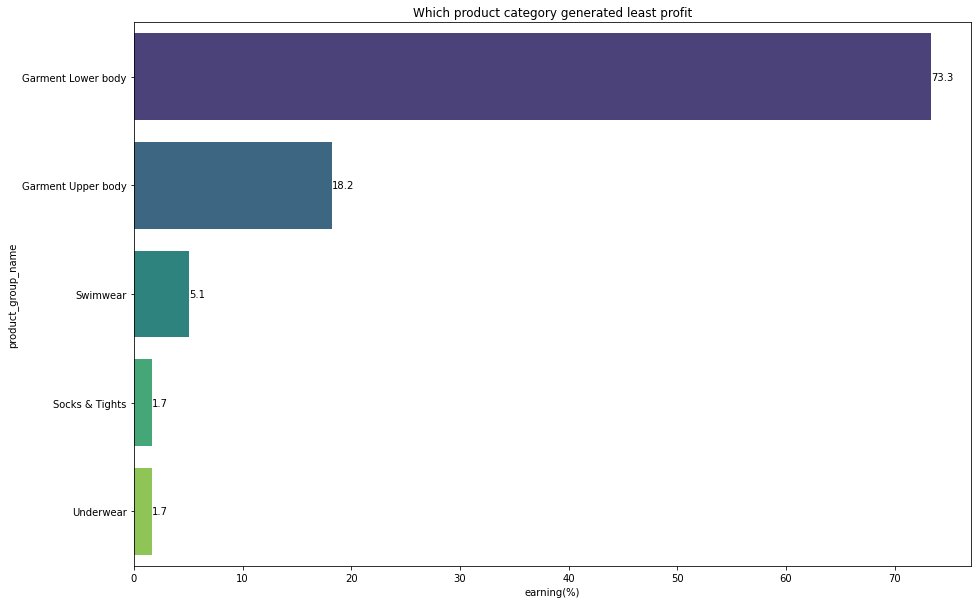 Which product category generated least profit
product_group_name
Garment Lower body
73.3
Garment Upper body
18.2
Swimwear
5.1
Socks & Tights
1.7
Underwear
1.7
0 10 20 30 40 50 60 70
earning(%)